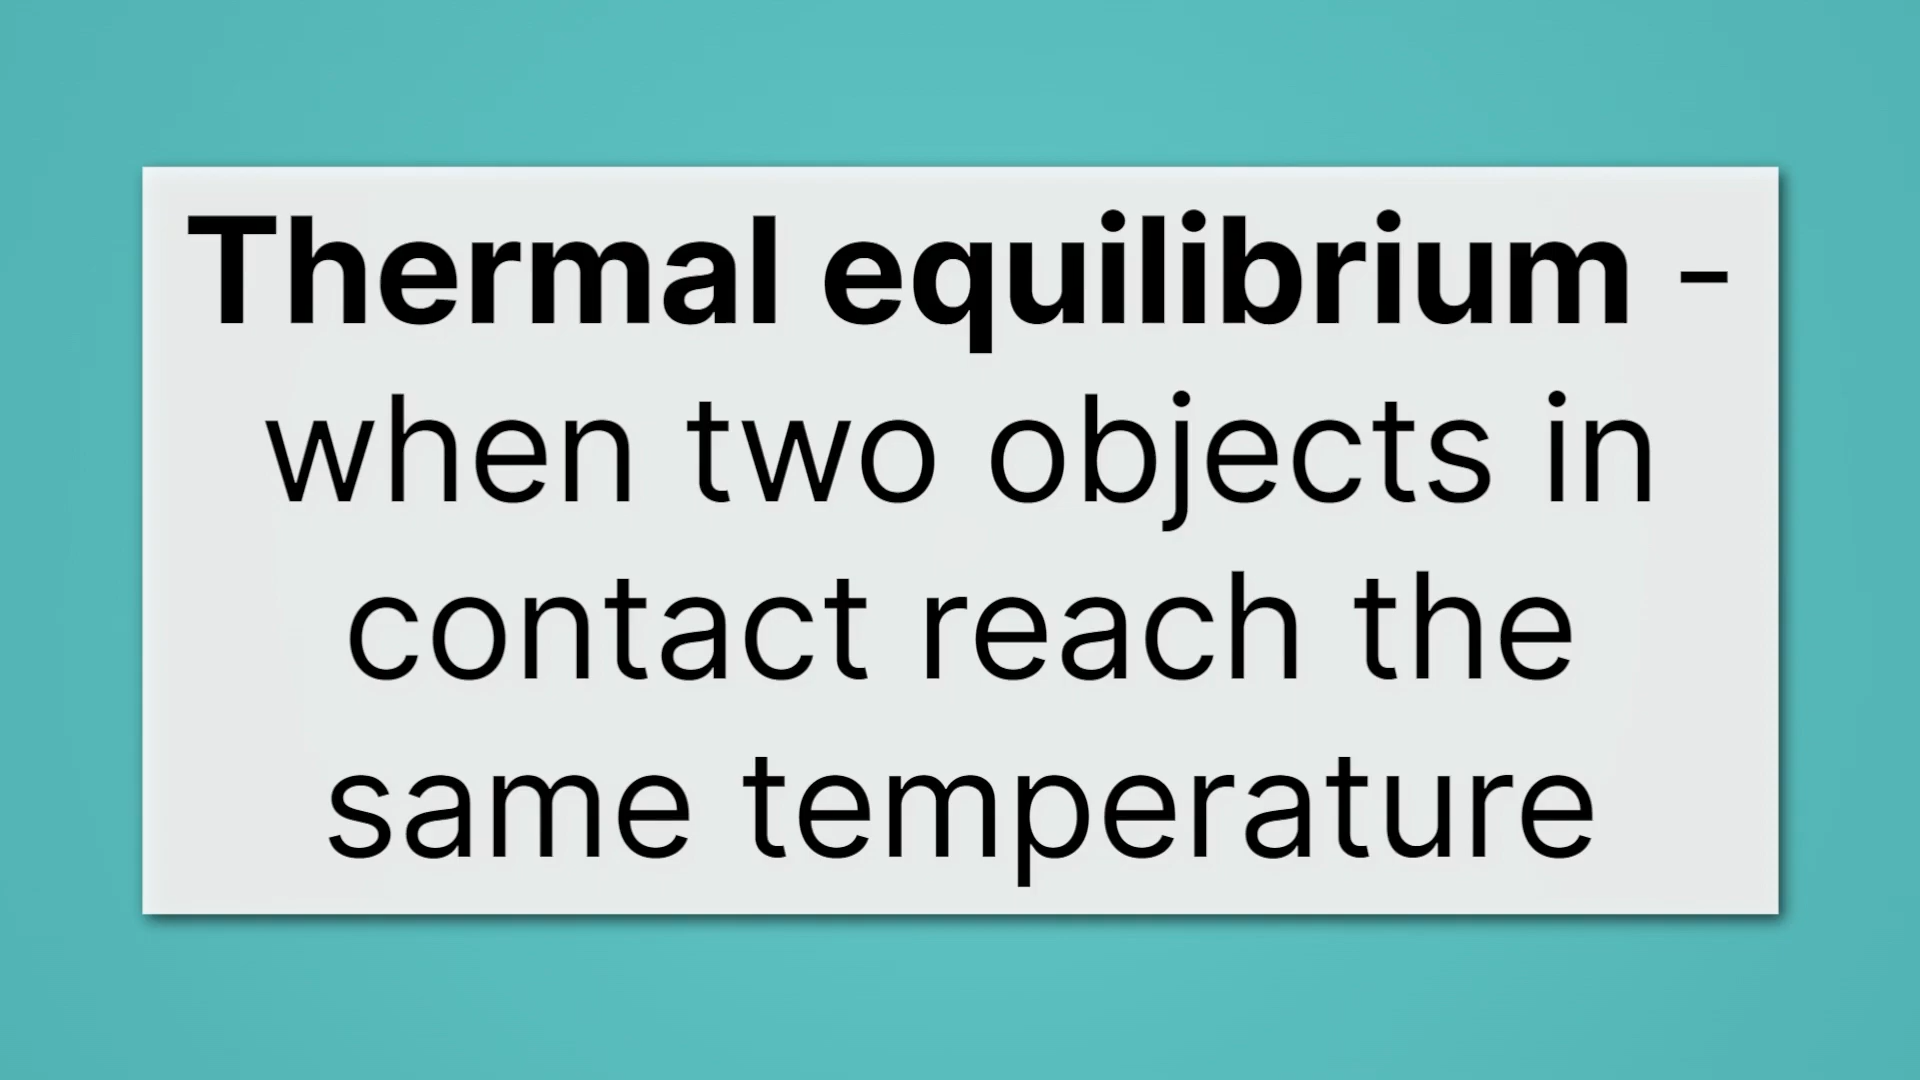 Thermal equilibrium -
when two objects in
contact reach the
same temperature